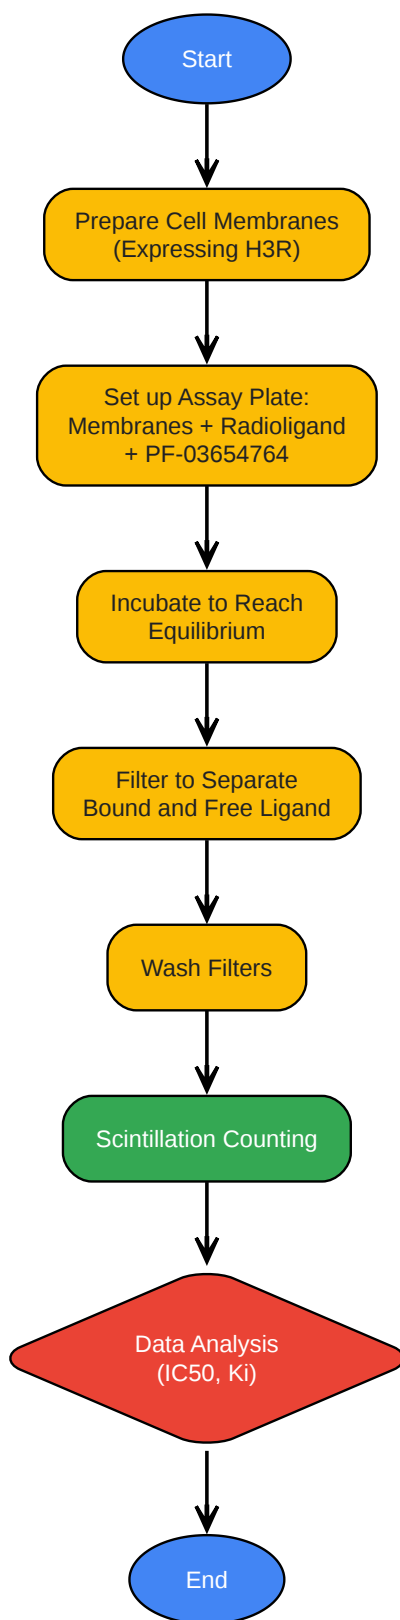 Start
Prepare Cell Membranes
(Expressing H3R)
Set up Assay Plate:
Membranes + Radioligand
+ PF-03654764
Incubate to Reach
Equilibrium
Filter to Separate
Bound and Free Ligand
Wash Filters
Scintillation Counting
Data Analysis
(IC50, Ki)
End